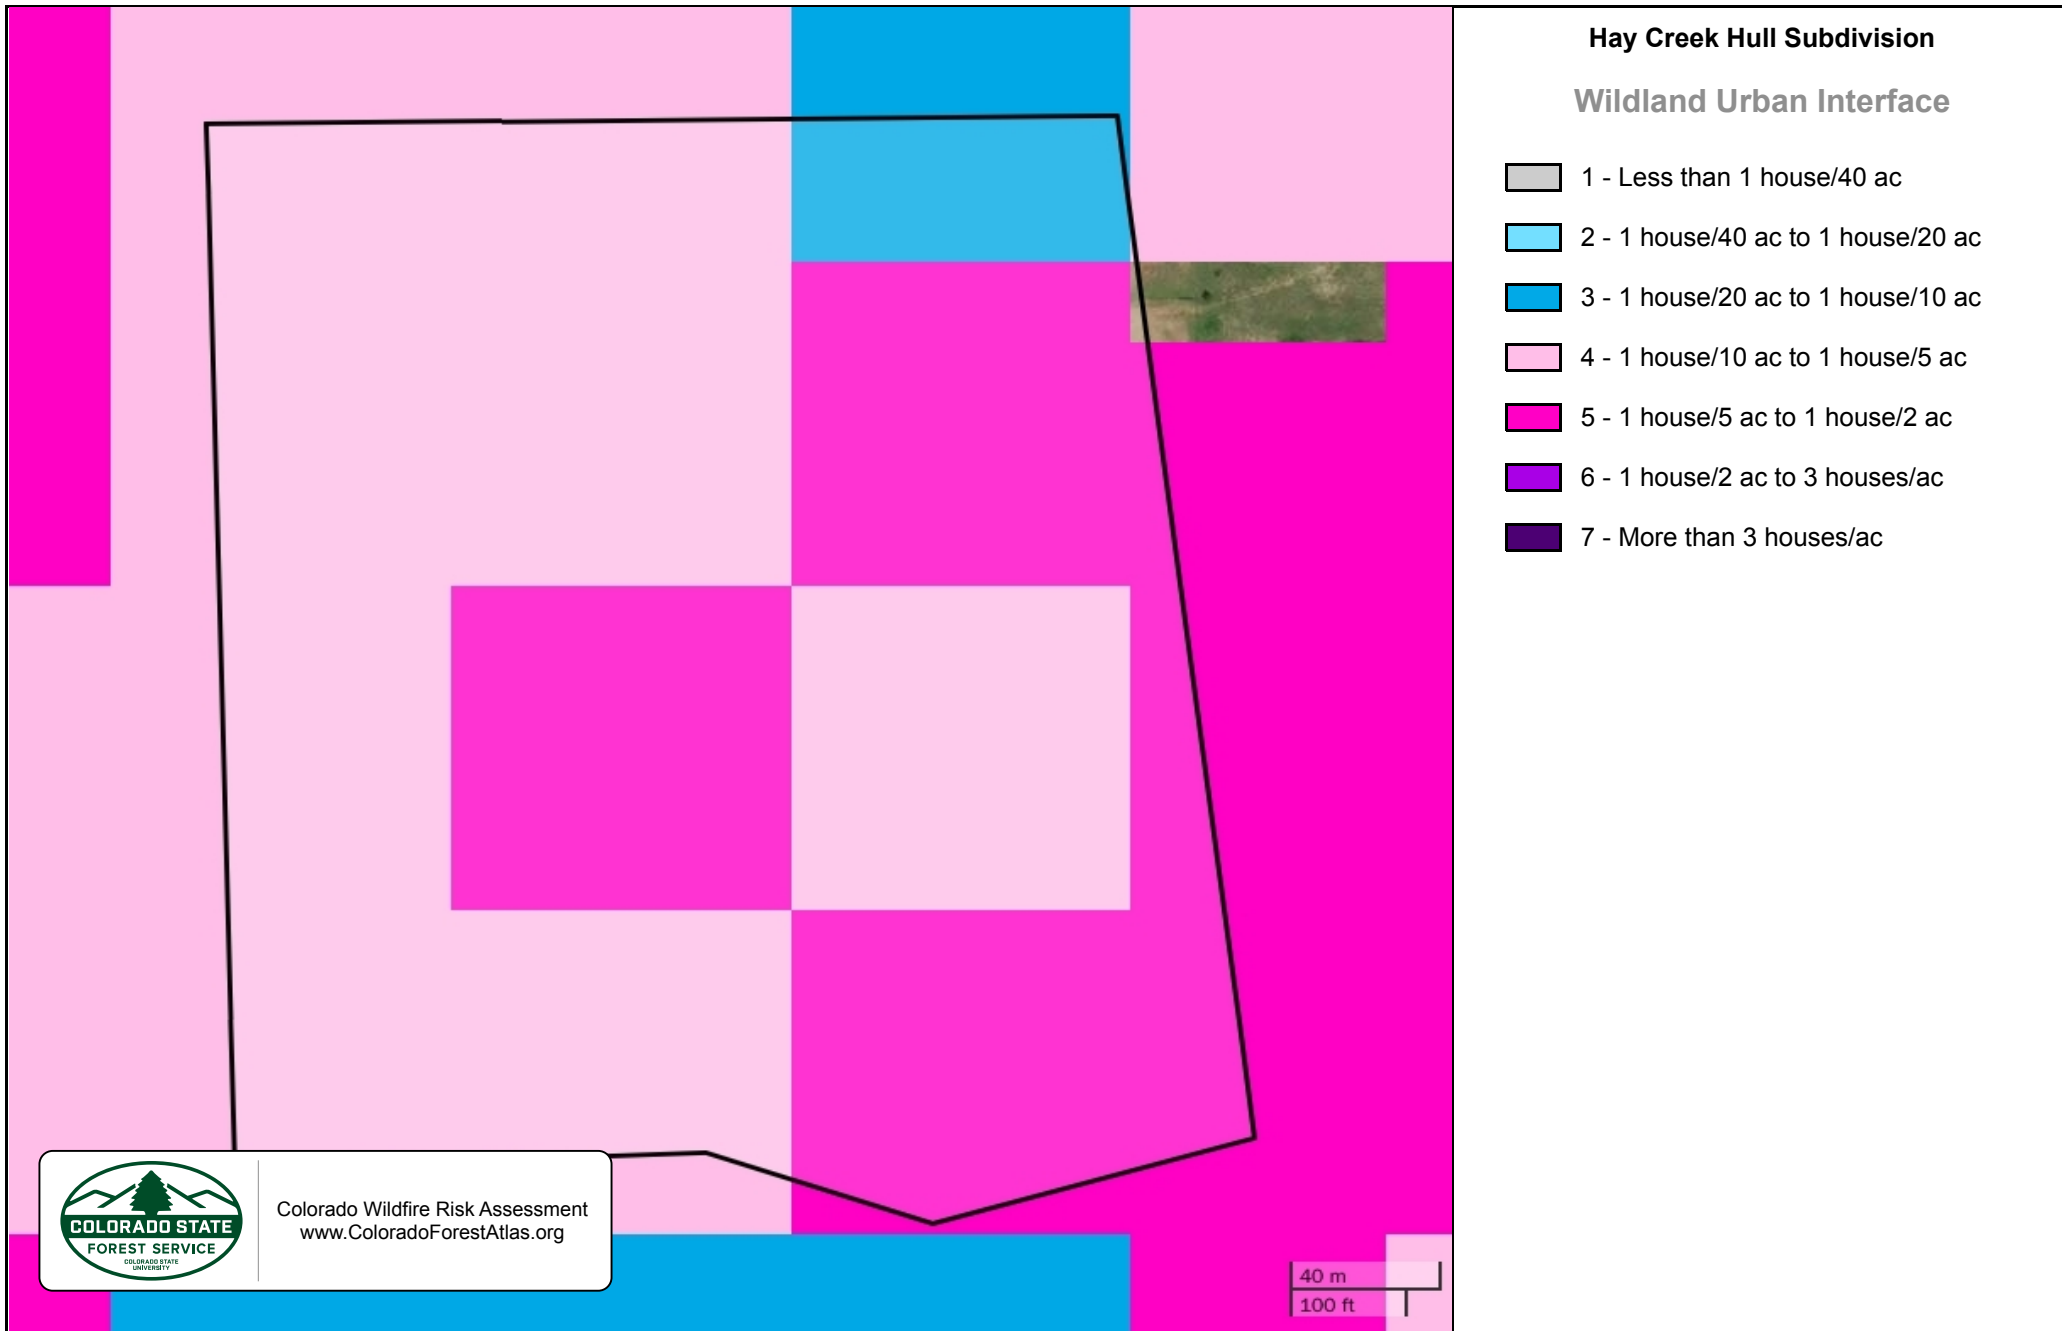 Hay Creek Hull Subdivision
Wildland Urban Interface
1 - Less than 1 house/40 ac
2 - 1 house/40 ac to 1 house/20 ac
3 - 1 house/20 ac to 1 house/10 ac
4 - 1 house/10 ac to 1 house/5 ac
5 - 1 house/5 ac to 1 house/2 ac
6 - 1 house/2 ac to 3 houses/ac
7 - More than 3 houses/ac
COLORADO STATE
FOREST SERVICE
COLORADO STATE
UNIVERSITY
Colorado Wildfire Risk Assessment
www.ColoradoForestAtlas.org
40 m
100 ft